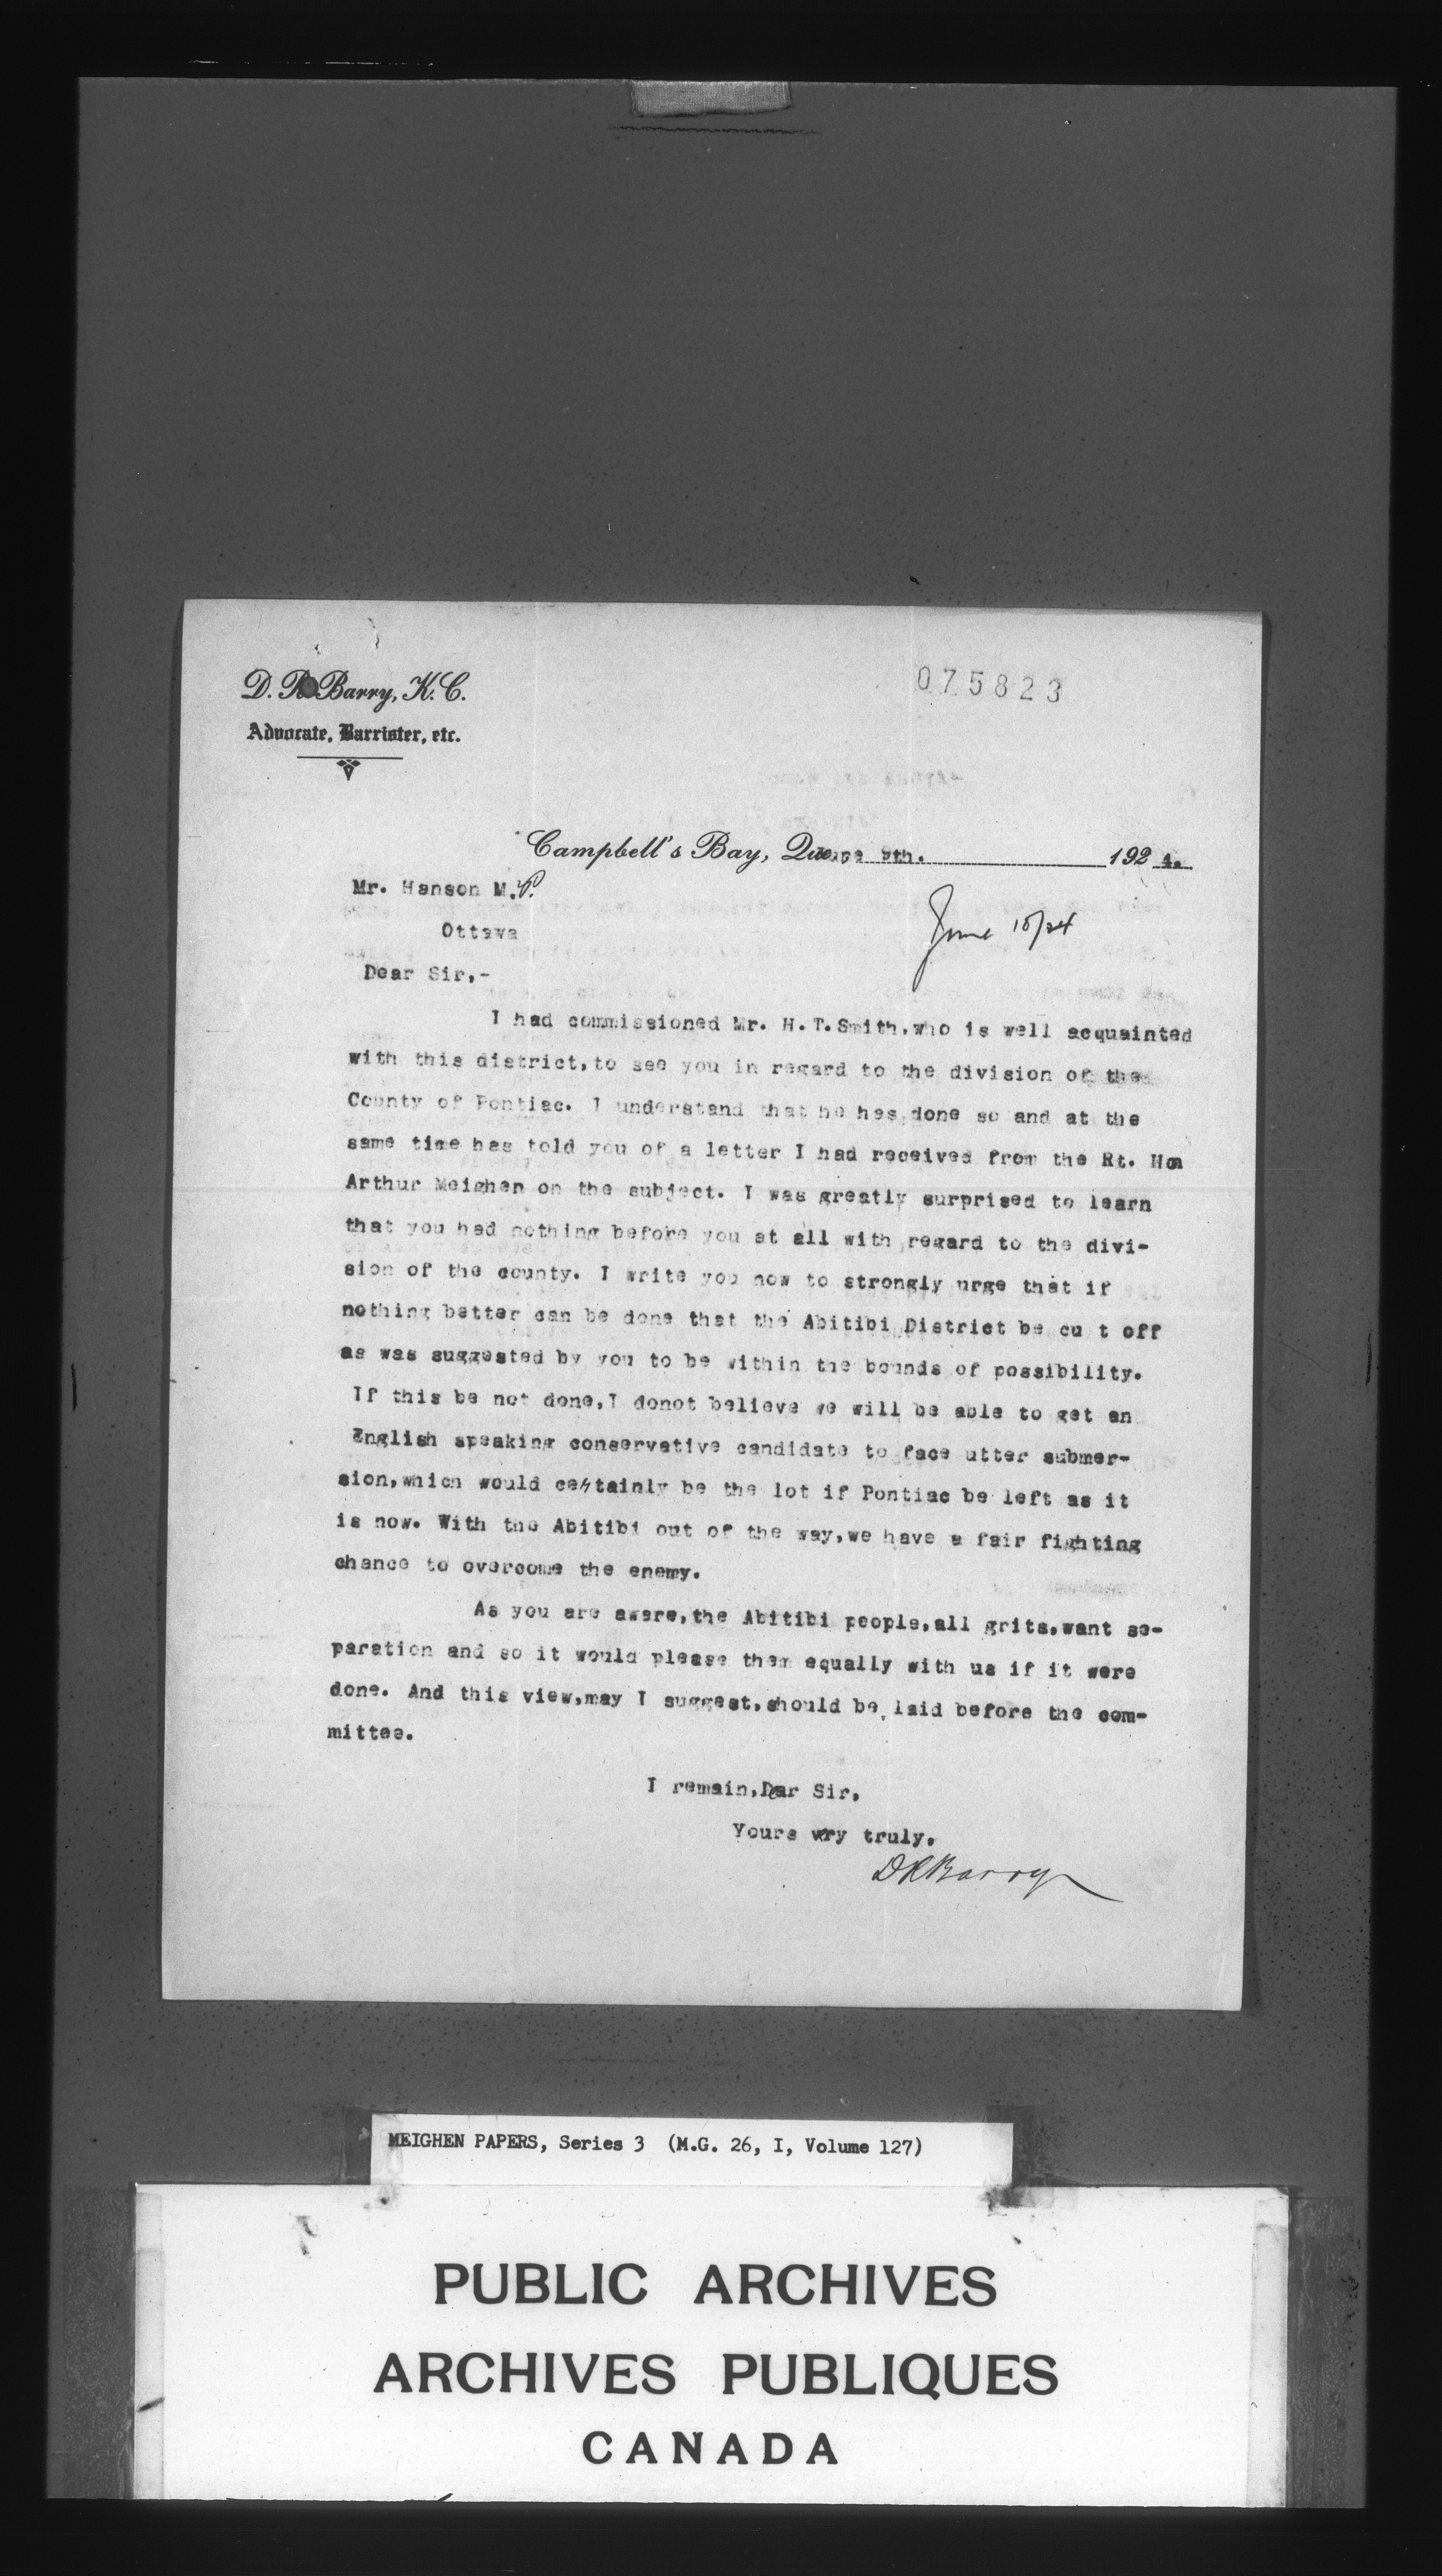 D. R. Barry, K.C.
075823
Advocate, Barrister, etc.
Campbell's Bay, Que. June 9th. 1924.
Mr. Hanson M.P.
June 10/24
Ottawa
Dear Sir,-
I had commissioned Mr. H.T.Smith,who is well acquainted
with this district,to see you in regard to the division of the
County of Pontiac. I understand that he has done so and at the
same time has told you of a letter I had received from the Rt. Hon
Arthur Meighen on the subject. I was greatly surprised to learn
that you had nothing before you at all with regard to the divi-
sion of the county. I write you now to strongly urge that if
nothing better can be done that the Abitibi District be cu t off
as was suggested by you to be within the bounds of possibility.
If this be not done,I donot believe we will be able to get an
English speaking conservative candidate to face utter submer-
sion,which would certainly be the lot if Pontiac be left as it
is now. With the Abitibi out of the way,we have a fair fighting
chance to overcome the enemy.
As you are aware,the Abitibi people,all grits,want se-
paration and so it would please them equally with us if it were
done. And this view,may I suggest,should be laid before the com-
mittee.
I remain,Dear Sir,
Yours very truly.
DRBarry
MEIGHEN PAPERS, Series 3 (M.G. 26, I, Volume 127)
PUBLIC ARCHIVES
ARCHIVES PUBLIQUES
CANADA